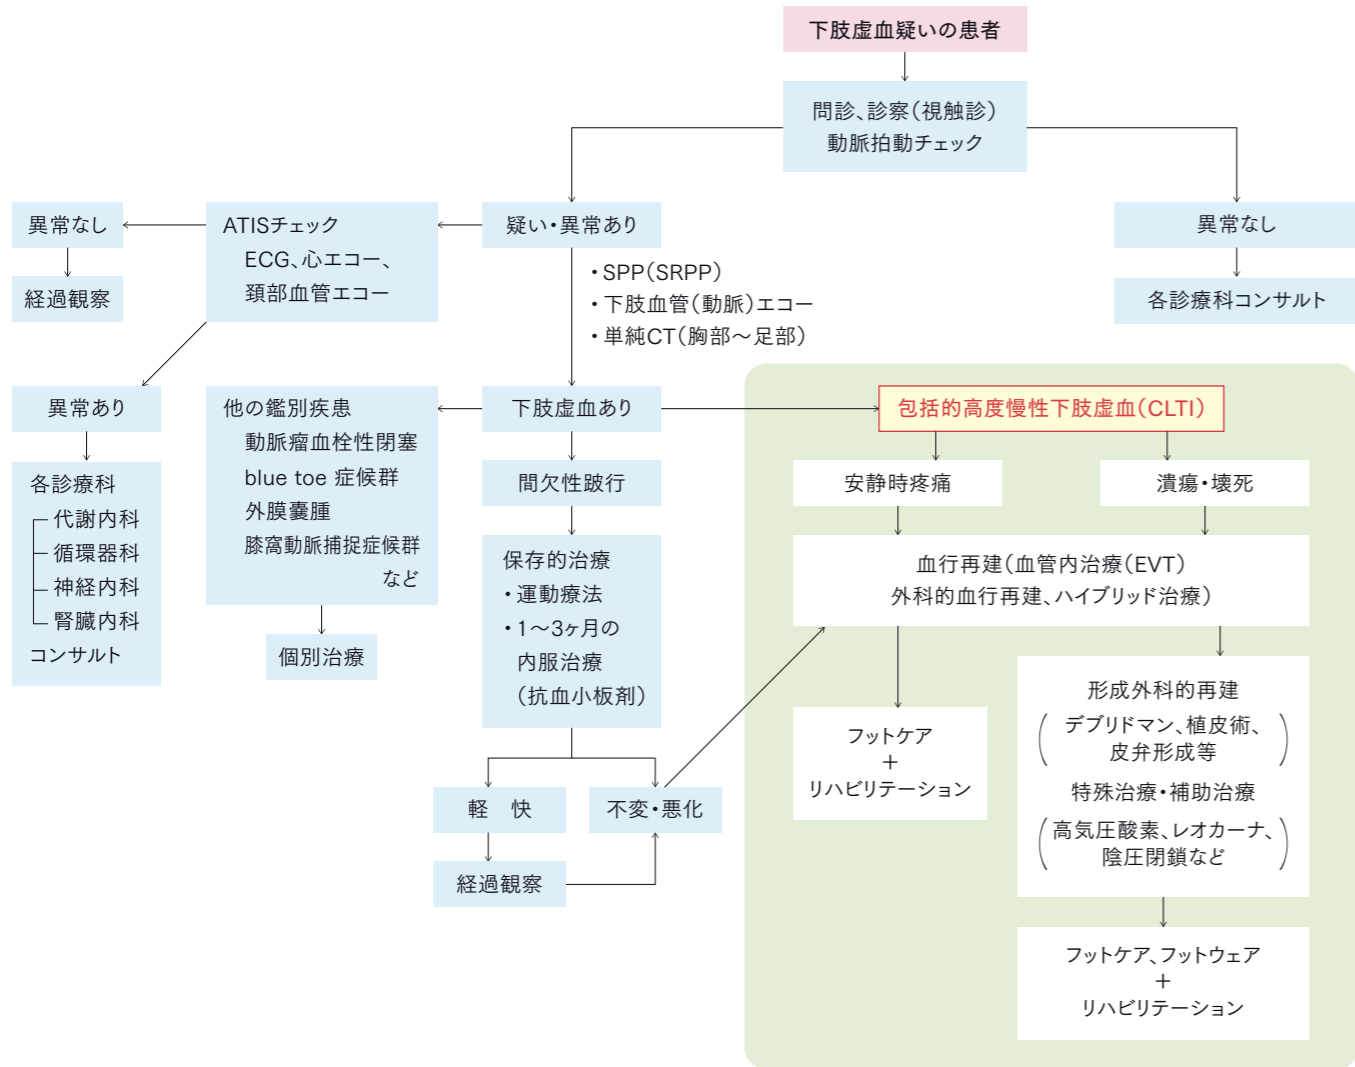 下肢虚血疑いの患者
問診、診察（視触診）
動脈拍動チェック
異常なし
経過観察
ATISチェック
ECG、心エコー、
頚部血管エコー
疑い・異常あり
・SPP（SRPP）
・下肢血管（動脈）エコー
・単純CT（胸部～足部）
異常なし
各診療科コンサルト
異常あり
各診療科
代謝内科
循環器科
神経内科
腎臓内科
コンサルト
他の鑑別疾患
動脈瘤血栓性閉塞
blue toe 症候群
外膜嚢腫
膝窩動脈捕捉症候群
など
個別治療
下肢虚血あり
間欠性跛行
保存的治療
・運動療法
・1～3ヶ月の
内服治療
（抗血小板剤）
軽　快
経過観察
不変・悪化
包括的高度慢性下肢虚血（CLTI）
安静時疼痛
潰瘍・壊死
血行再建（血管内治療（EVT）
外科的血行再建、ハイブリッド治療）
フットケア
＋
リハビリテーション
形成外科的再建
（デブリドマン、植皮術、
皮弁形成等）
特殊治療・補助治療
（高気圧酸素、レオカーナ、
陰圧閉鎖など）
フットケア、フットウェア
＋
リハビリテーション